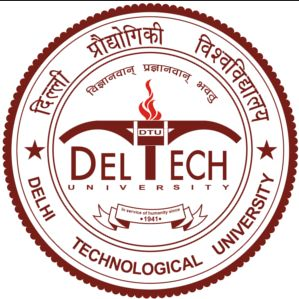 दिल्ली प्रौद्योगिकी विश्वविद्यालय
विज्ञानवान् प्रज्ञानवान् भवतु
DTU
DELTECH
UNIVERSITY
In service of humanity since
•1941•
DELHI TECHNOLOGICAL UNIVERSITY